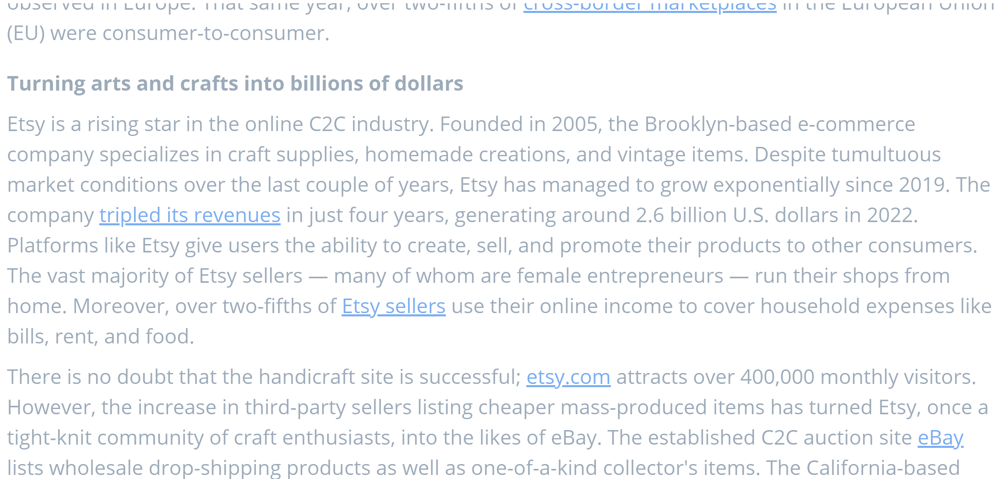 observed in Europe. That same year, over two-fifths of cross-border marketplaces in the European Union
(EU) were consumer-to-consumer.
Turning arts and crafts into billions of dollars
Etsy is a rising star in the online C2C industry. Founded in 2005, the Brooklyn-based e-commerce
company specializes in craft supplies, homemade creations, and vintage items. Despite tumultuous
market conditions over the last couple of years, Etsy has managed to grow exponentially since 2019. The
company tripled its revenues in just four years, generating around 2.6 billion U.S. dollars in 2022.
Platforms like Etsy give users the ability to create, sell, and promote their products to other consumers.
The vast majority of Etsy sellers — many of whom are female entrepreneurs — run their shops from
home. Moreover, over two-fifths of Etsy sellers use their online income to cover household expenses like
bills, rent, and food.
There is no doubt that the handicraft site is successful; etsy.com attracts over 400,000 monthly visitors.
However, the increase in third-party sellers listing cheaper mass-produced items has turned Etsy, once a
tight-knit community of craft enthusiasts, into the likes of eBay. The established C2C auction site eBay
lists wholesale drop-shipping products as well as one-of-a-kind collector's items. The California-based